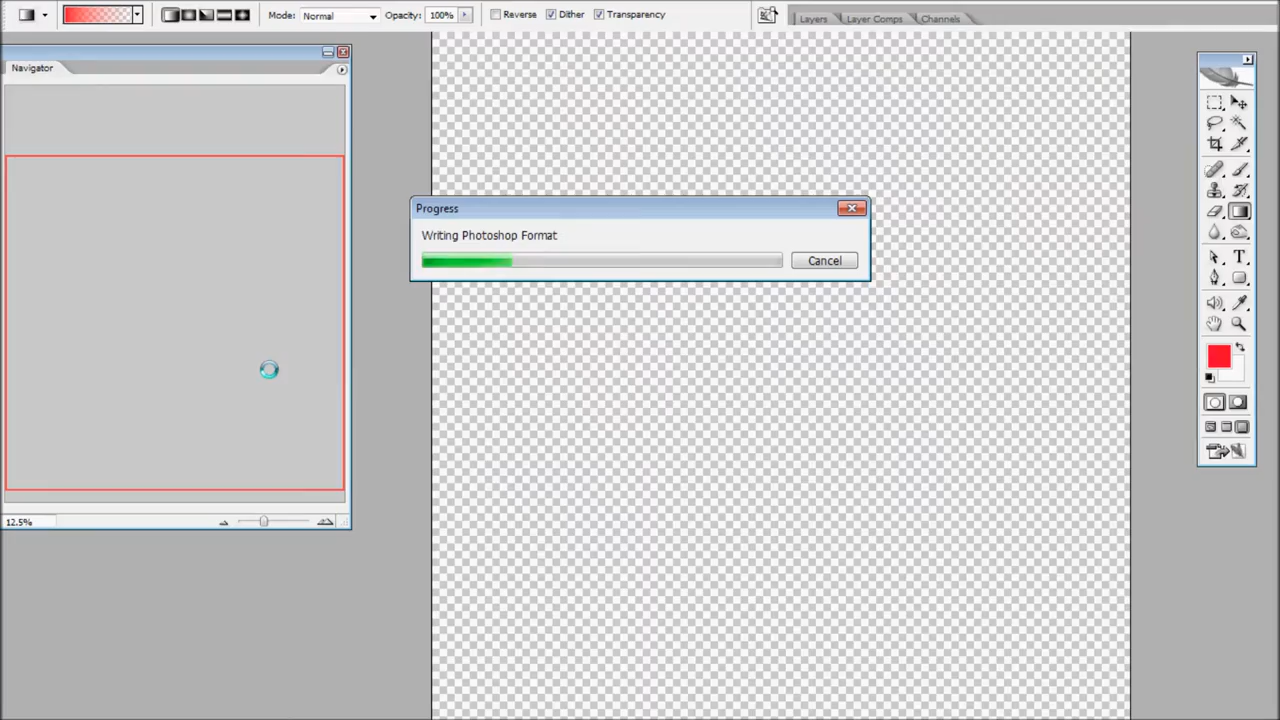 Mode: Normal Opacity: 100% Reverse Dither Transparency
Layers Layer Comps Channels
Navigator
Progress
Writing Photoshop Format
Cancel
12.5%